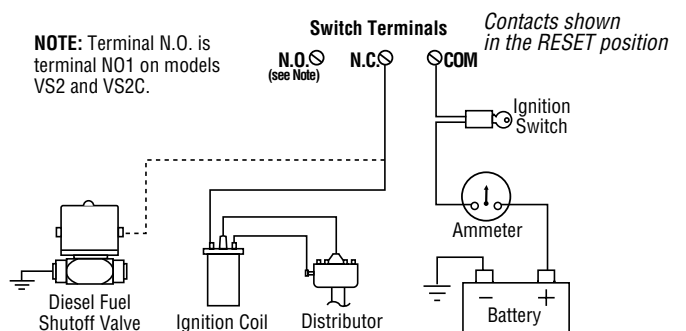 Switch Terminals
Contacts shown
in the RESET position
NOTE: Terminal N.O. is
terminal NO1 on models
VS2 and VS2C.
N.O.
(see Note)
N.C.
COM
Ignition
Switch
Ammeter
Diesel Fuel
Shutoff Valve
Ignition Coil
Distributor
− +
Battery